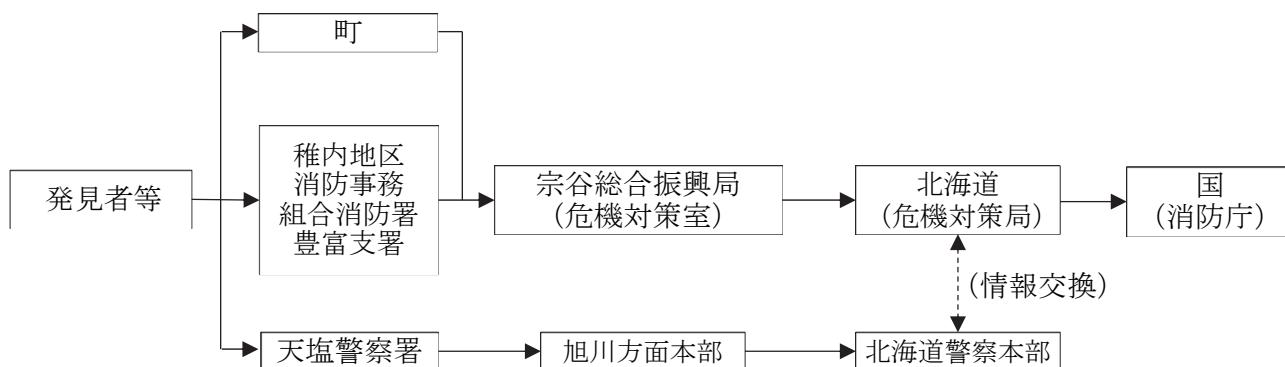 町
発見者等
稚内地区
消防事務
組合消防署
豊富支署
宗谷総合振興局
（危機対策室）
北海道
（危機対策局）
国
（消防庁）
（情報交換）
天塩警察署
旭川方面本部
北海道警察本部